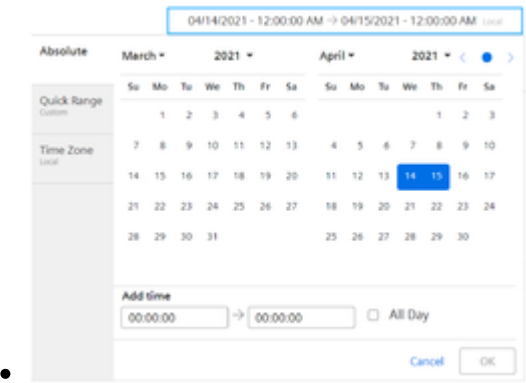 04/14/2021 - 12:00:00 AM → 04/15/2021 - 12:00:00 AM Local
Absolute
Quick Range
Custom
Time Zone
Local
March 2021
Su Mo Tu We Th Fr Sa
1 2 3 4 5 6
7 8 9 10 11 12 13
14 15 16 17 18 19 20
21 22 23 24 25 26 27
28 29 30 31
April 2021
Su Mo Tu We Th Fr Sa
1 2 3
4 5 6 7 8 9 10
11 12 13 14 15 16 17
18 19 20 21 22 23 24
25 26 27 28 29 30
Add time
00:00:00 → 00:00:00 All Day
Cancel OK